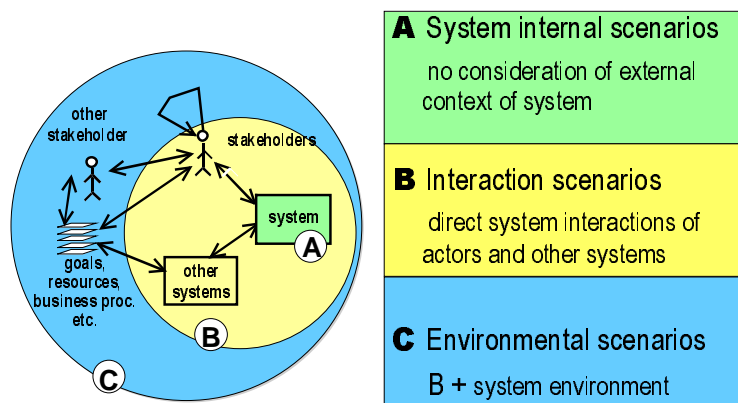 other
stakeholder
stakeholders
system
A
goals,
resources,
business proc.
etc.
other
systems
B
C
A System internal scenarios
no consideration of external
context of system
B Interaction scenarios
direct system interactions of
actors and other systems
C Environmental scenarios
B + system environment